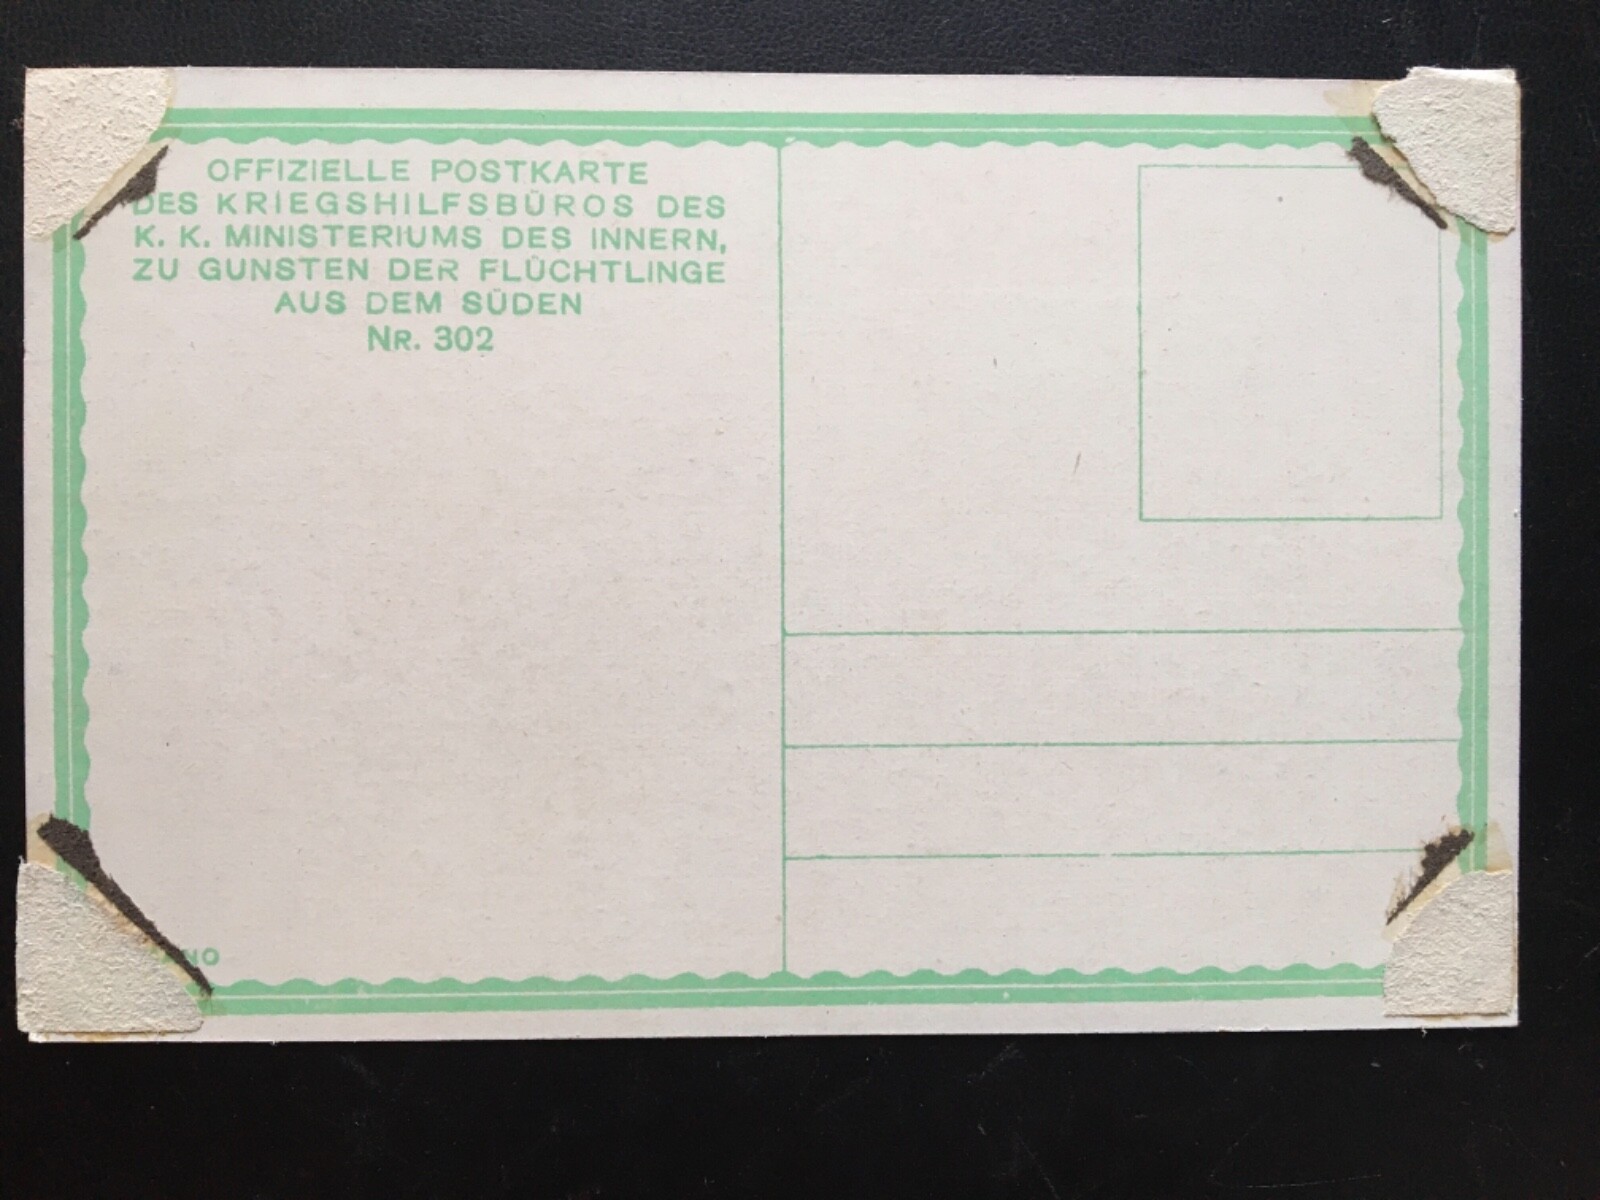 OFFIZIELLE POSTKARTE
DES KRIEGSHILFSBÜROS DES
K. K. MINISTERIUMS DES INNERN,
ZU GUNSTEN DER FLÜCHTLINGE
AUS DEM SÜDEN
NR. 302